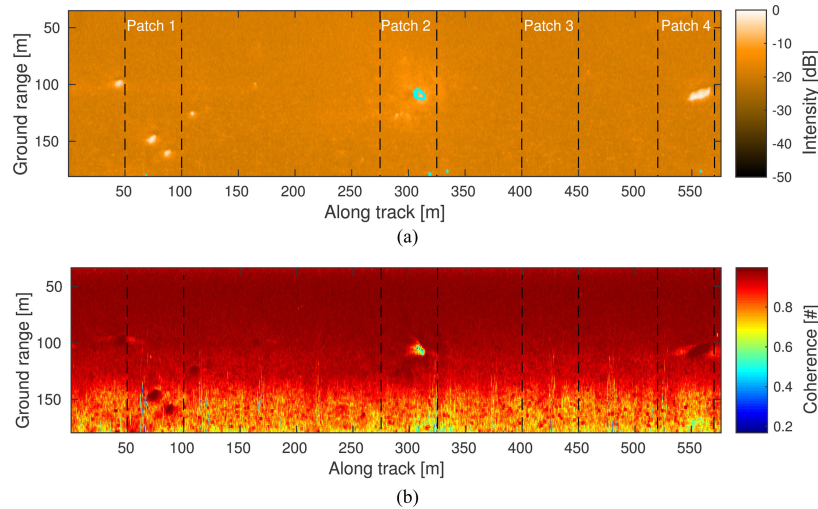 Patch 1 Patch 2 Patch 3 Patch 4
50
100
150
Ground range [m]
50 100 150 200 250 300 350 400 450 500 550
Along track [m]
0
-10
-20
-30
-40
-50
Intensity [dB]
(a)
50
100
150
Ground range [m]
50 100 150 200 250 300 350 400 450 500 550
Along track [m]
0.8
0.6
0.4
0.2
Coherence [#]
(b)